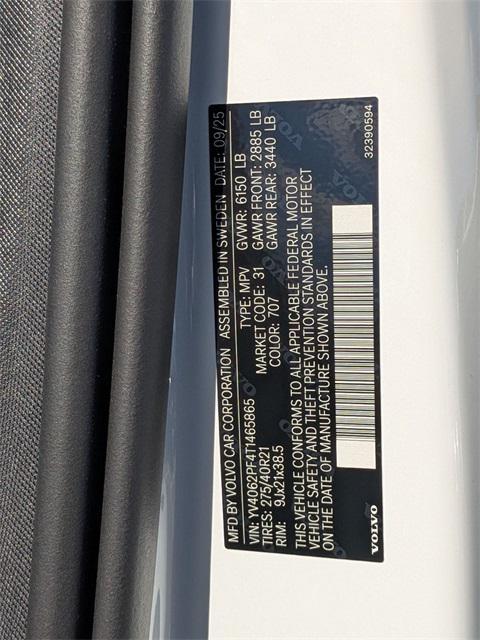 MFD BY VOLVO CAR CORPORATION ASSEMBLED IN SWEDEN DATE: 09/25
VIN: YV4062PF4T1465865 TYPE: MPV GVWR: 6150 LB
TIRES: 275/40R21 MARKET CODE: 31 GAWR FRONT: 2885 LB
RIM: 9Jx21x38.5 COLOR: 707 GAWR REAR: 3440 LB
THIS VEHICLE CONFORMS TO ALL APPLICABLE FEDERAL MOTOR
VEHICLE SAFETY AND THEFT PREVENTION STANDARDS IN EFFECT
ON THE DATE OF MANUFACTURE SHOWN ABOVE.
VOLVO 32390594